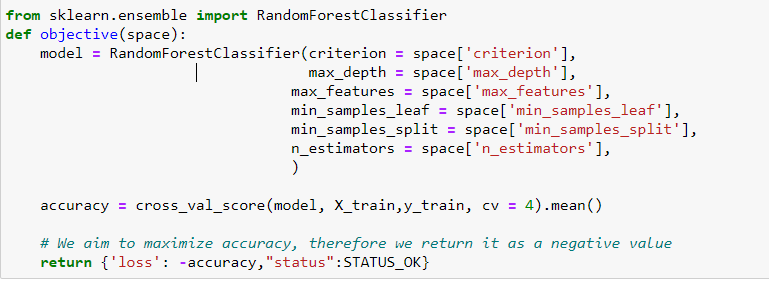 from sklearn.ensemble import RandomForestClassifier
def objective(space):
    model = RandomForestClassifier(criterion = space['criterion'],
                                 max_depth = space['max_depth'],
                               max_features = space['max_features'],
                               min_samples_leaf = space['min_samples_leaf'],
                               min_samples_split = space['min_samples_split'],
                               n_estimators = space['n_estimators'],
                               )
    accuracy = cross_val_score(model, X_train,y_train, cv = 4).mean()
    # We aim to maximize accuracy, therefore we return it as a negative value
    return {'loss': -accuracy,"status":STATUS_OK}